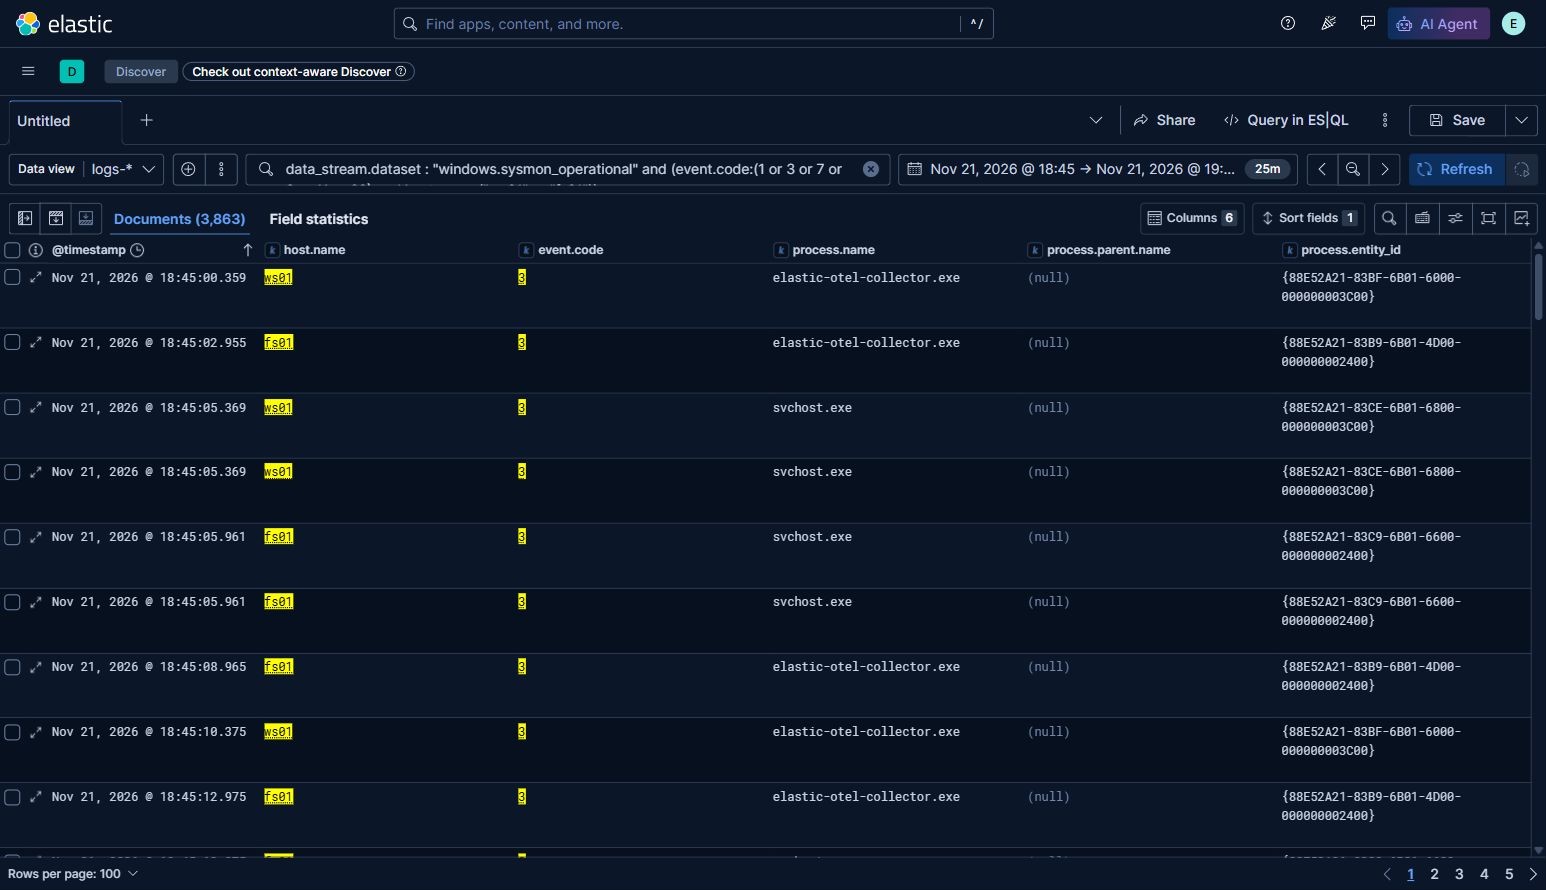 elastic
Find apps, content, and more.
^/
AI Agent
E
D
Discover
Check out context-aware Discover
Untitled
Share
Query in ES|QL
Save
Data view logs-*
data_stream.dataset : "windows.sysmon_operational" and (event.code:(1 or 3 or 7 or
Nov 21, 2026 @ 18:45 → Nov 21, 2026 @ 19:...
25m
Refresh
Documents (3,863)
Field statistics
Columns 6
Sort fields 1
@timestamp k host.name k event.code k process.name k process.parent.name k process.entity_id
Nov 21, 2026 @ 18:45:00.359 ws01 3 elastic-otel-collector.exe (null) {88E52A21-83BF-6B01-6000-
000000003C00}
Nov 21, 2026 @ 18:45:02.955 fs01 3 elastic-otel-collector.exe (null) {88E52A21-83B9-6B01-4D00-
000000002400}
Nov 21, 2026 @ 18:45:05.369 ws01 3 svchost.exe (null) {88E52A21-83CE-6B01-6800-
000000003C00}
Nov 21, 2026 @ 18:45:05.369 ws01 3 svchost.exe (null) {88E52A21-83CE-6B01-6800-
000000003C00}
Nov 21, 2026 @ 18:45:05.961 fs01 3 svchost.exe (null) {88E52A21-83C9-6B01-6600-
000000002400}
Nov 21, 2026 @ 18:45:05.961 fs01 3 svchost.exe (null) {88E52A21-83C9-6B01-6600-
000000002400}
Nov 21, 2026 @ 18:45:08.965 fs01 3 elastic-otel-collector.exe (null) {88E52A21-83B9-6B01-4D00-
000000002400}
Nov 21, 2026 @ 18:45:10.375 ws01 3 elastic-otel-collector.exe (null) {88E52A21-83BF-6B01-6000-
000000003C00}
Nov 21, 2026 @ 18:45:12.975 fs01 3 elastic-otel-collector.exe (null) {88E52A21-83B9-6B01-4D00-
000000002400}
Rows per page: 100
1 2 3 4 5